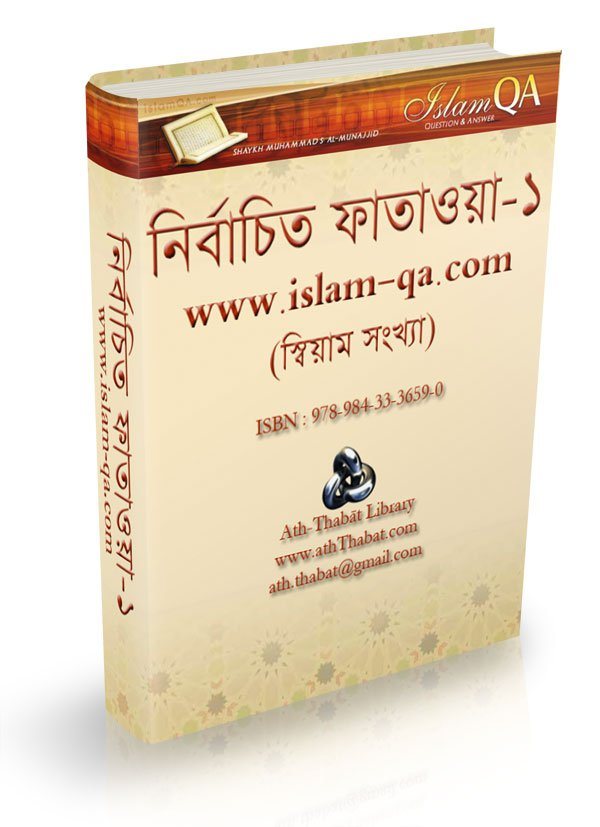 IslamQA.com
Islam QA
QUESTION & ANSWER
SHAYKH MUHAMMAD S AL-MUNAJJID
নির্বাচিত ফাতাওয়া-১
www.islam-qa.com
(স্বিয়াম সংখ্যা)
ISBN : 978-984-33-3659-0
Ath-Thabāt Library
www.athThabat.com
ath.thabat@gmail.com
নির্বাচিত ফাতাওয়া-১
www.islam-qa.com